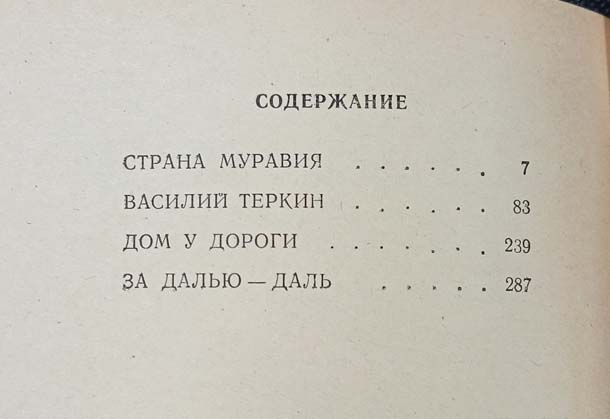 СОДЕРЖАНИЕ
СТРАНА МУРАВИЯ . . . . . . 7
ВАСИЛИЙ ТЕРКИН . . . . . . 83
ДОМ У ДОРОГИ . . . . . . . 239
ЗА ДАЛЬЮ — ДАЛЬ . . . . . 287